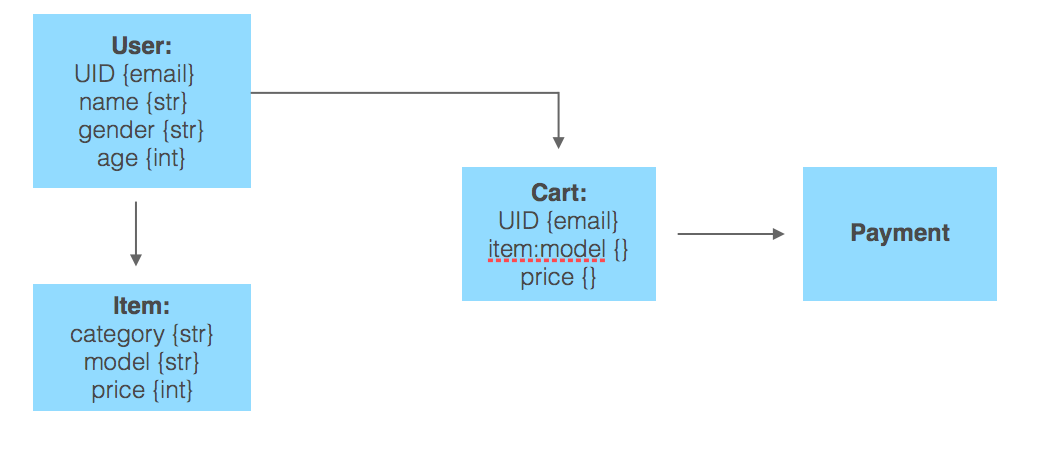 User:
UID {email}
name {str}
gender {str}
age {int}
Item:
category {str}
model {str}
price {int}
Cart:
UID {email}
item:model {}
price {}
Payment